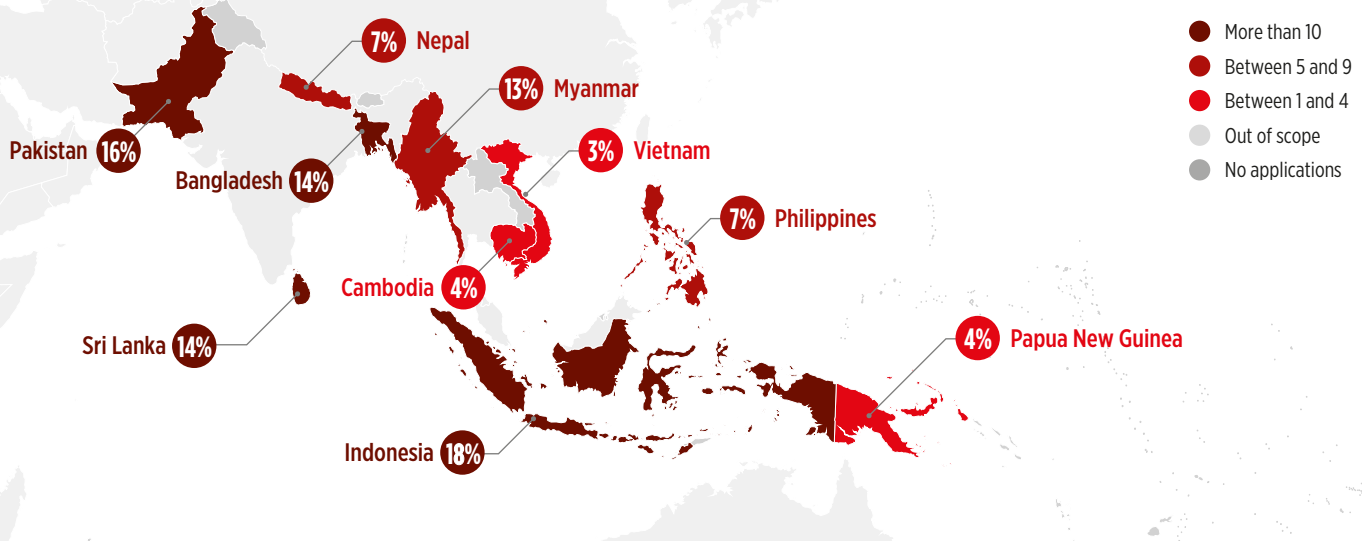 More than 10
Between 5 and 9
Between 1 and 4
Out of scope
No applications
7% Nepal
13% Myanmar
Pakistan 16%
3% Vietnam
Bangladesh 14%
7% Philippines
Cambodia 4%
Sri Lanka 14%
4% Papua New Guinea
Indonesia 18%